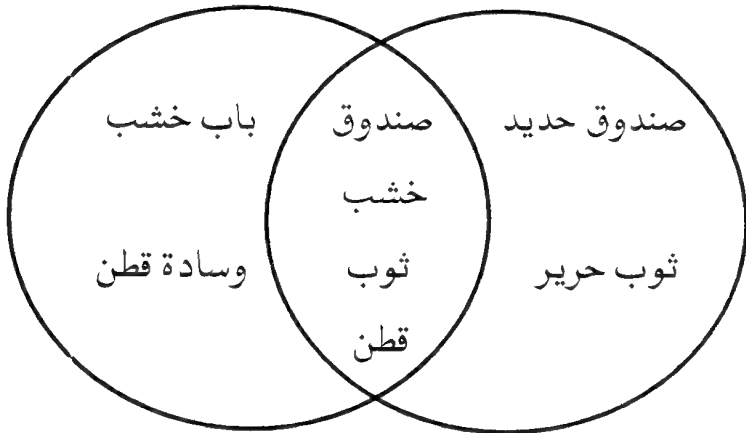 صندوق حديد
ثوب حرير
صندوق
خشب
ثوب
قطن
باب خشب
وسادة قطن